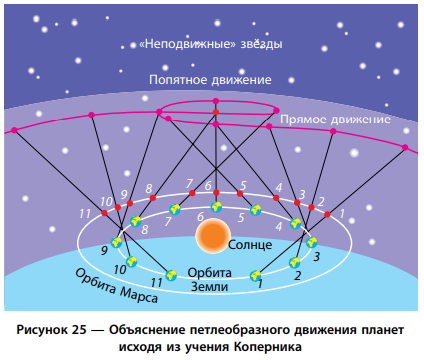 «Неподвижные" звёзды
Попятное движение
Прямое движение
11 10 9 8 7 6 5 4 3 2 1
8 7 6 5 4
Солнце
9 3
10 Орбита 2
Орбита Марса 11 Земли 1
Рисунок 25 — Объяснение петлеобразного движения планет
исходя из учения Коперника